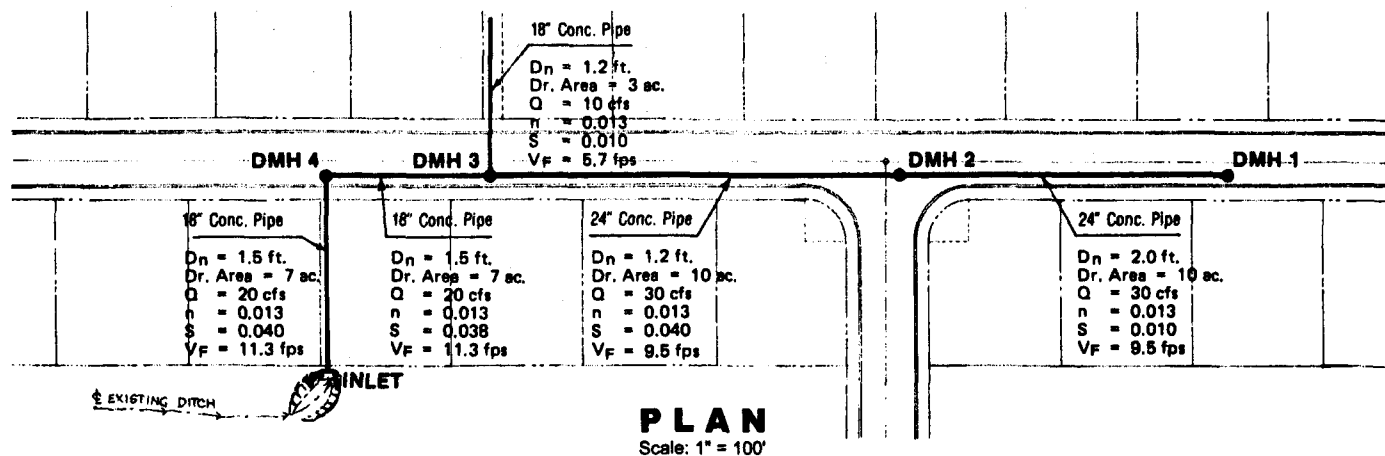 18" Conc. Pipe
Dn = 1.2 ft.
Dr. Area = 3 ac.
Q = 10 cfs
n = 0.013
S = 0.010
VF = 5.7 fps
DMH 4
DMH 3
DMH 2
DMH 1
18" Conc. Pipe
Dn = 1.5 ft.
Dr. Area = 7 ac.
Q = 20 cfs
n = 0.013
S = 0.040
VF = 11.3 fps
18" Conc. Pipe
Dn = 1.5 ft.
Dr. Area = 7 ac.
Q = 20 cfs
n = 0.013
S = 0.038
VF = 11.3 fps
24" Conc. Pipe
Dn = 1.2 ft.
Dr. Area = 10 ac.
Q = 30 cfs
n = 0.013
S = 0.040
VF = 9.5 fps
24" Conc. Pipe
Dn = 2.0 ft.
Dr. Area = 10 ac.
Q = 30 cfs
n = 0.013
S = 0.010
VF = 9.5 fps
INLET
℄ EXISTING DITCH
PLAN
Scale: 1" = 100'